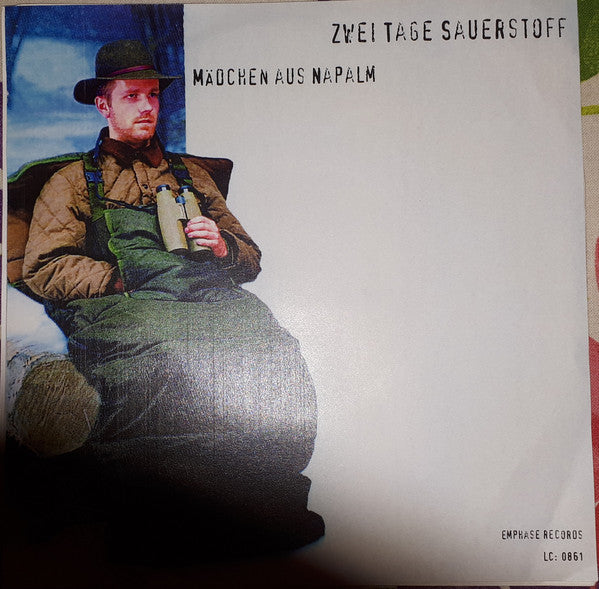 ZWEI TAGE SAUERSTOFF
MÄDCHEN AUS NAPALM
EMPHASE RECORDS
LC: 0861